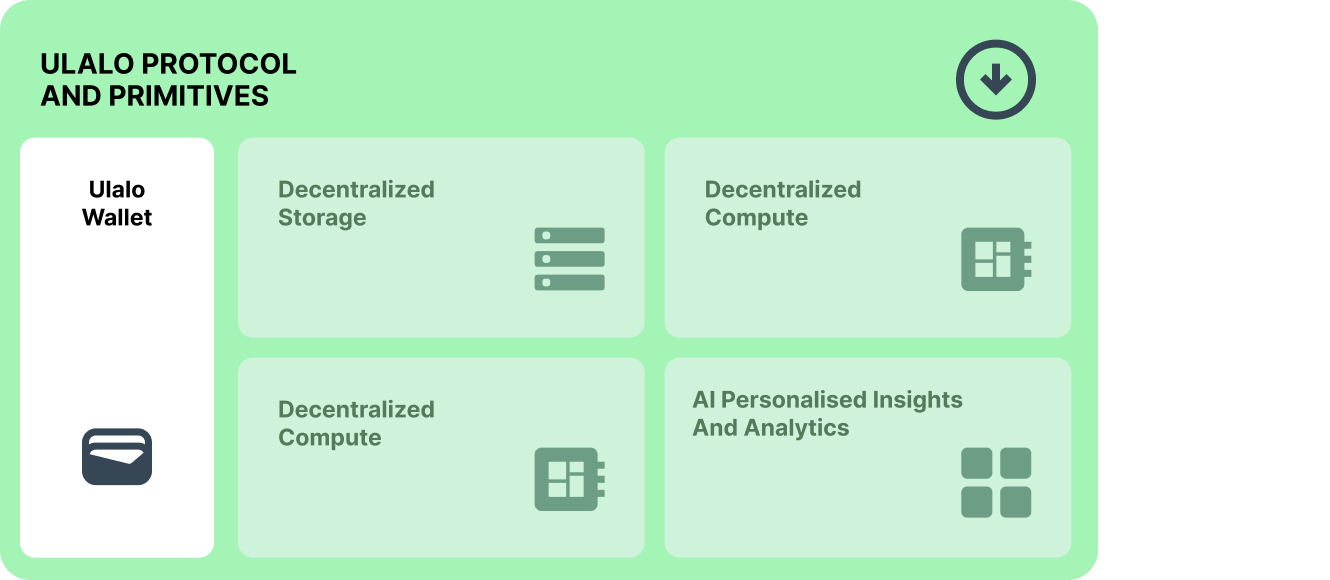 ULALO PROTOCOL
AND PRIMITIVES
Ulalo
Wallet
Decentralized
Storage
Decentralized
Compute
Decentralized
Compute
AI Personalised Insights
And Analytics